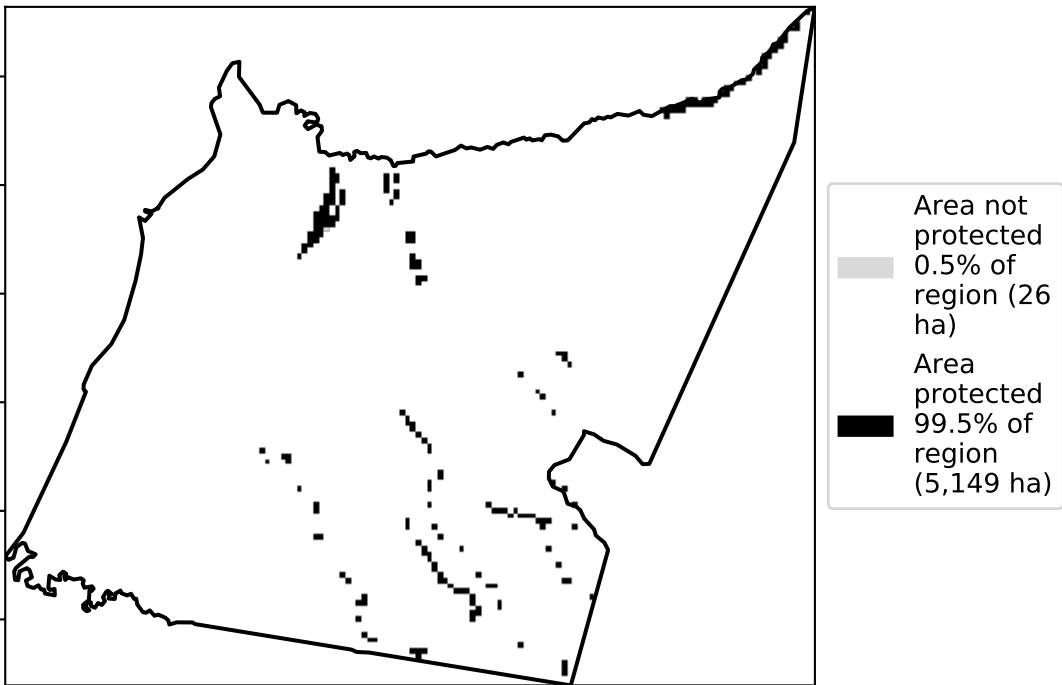 Area not
protected
0.5% of
region (26
ha)
Area
protected
99.5% of
region
(5,149 ha)